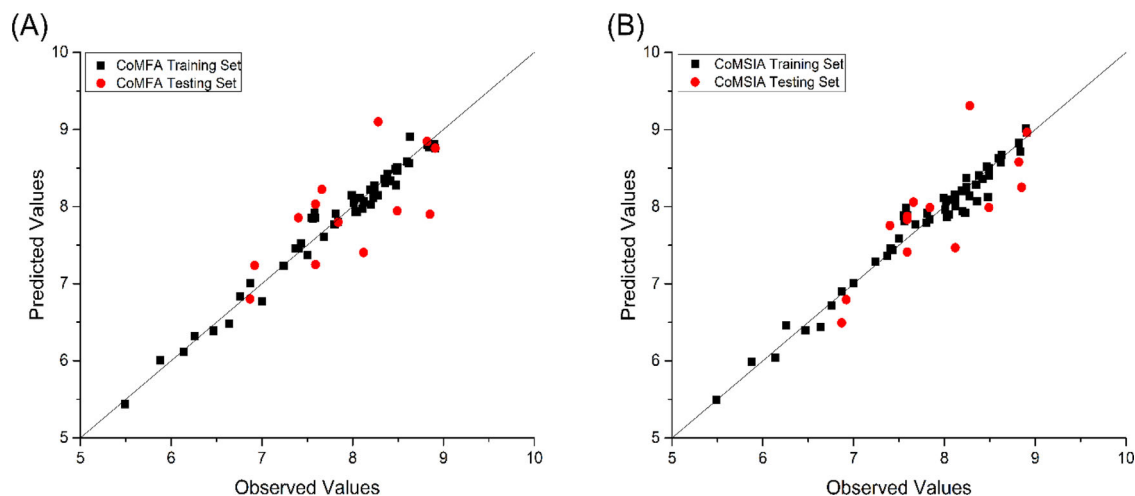 (A)
CoMFA Training Set
CoMFA Testing Set
10
9
8
7
6
5
Predicted Values
5 6 7 8 9 10
Observed Values
(B)
CoMSIA Training Set
CoMSIA Testing Set
10
9
8
7
6
5
Predicted Values
5 6 7 8 9 10
Observed Values